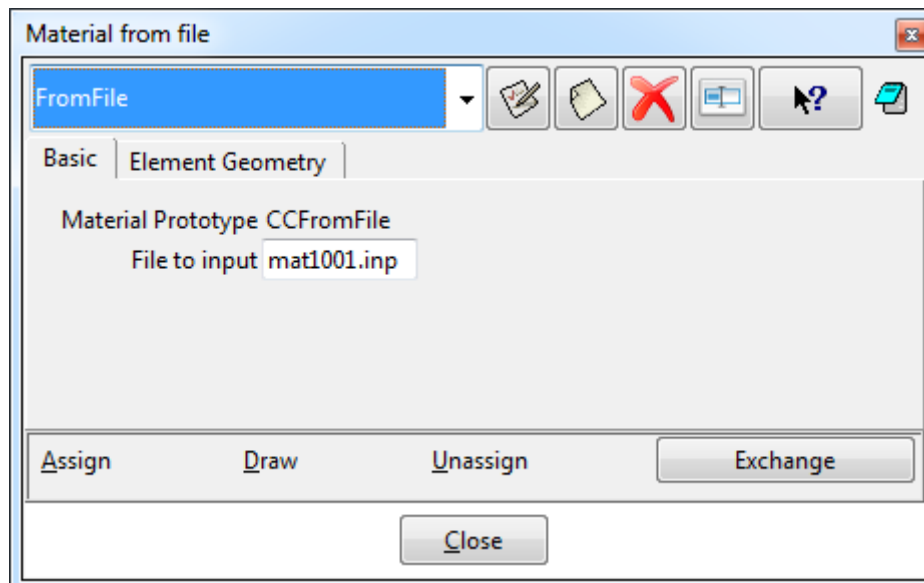 Material from file
FromFile
Basic Element Geometry
Material Prototype CCFromFile
File to input mat1001.inp
Assign Draw Unassign Exchange
Close